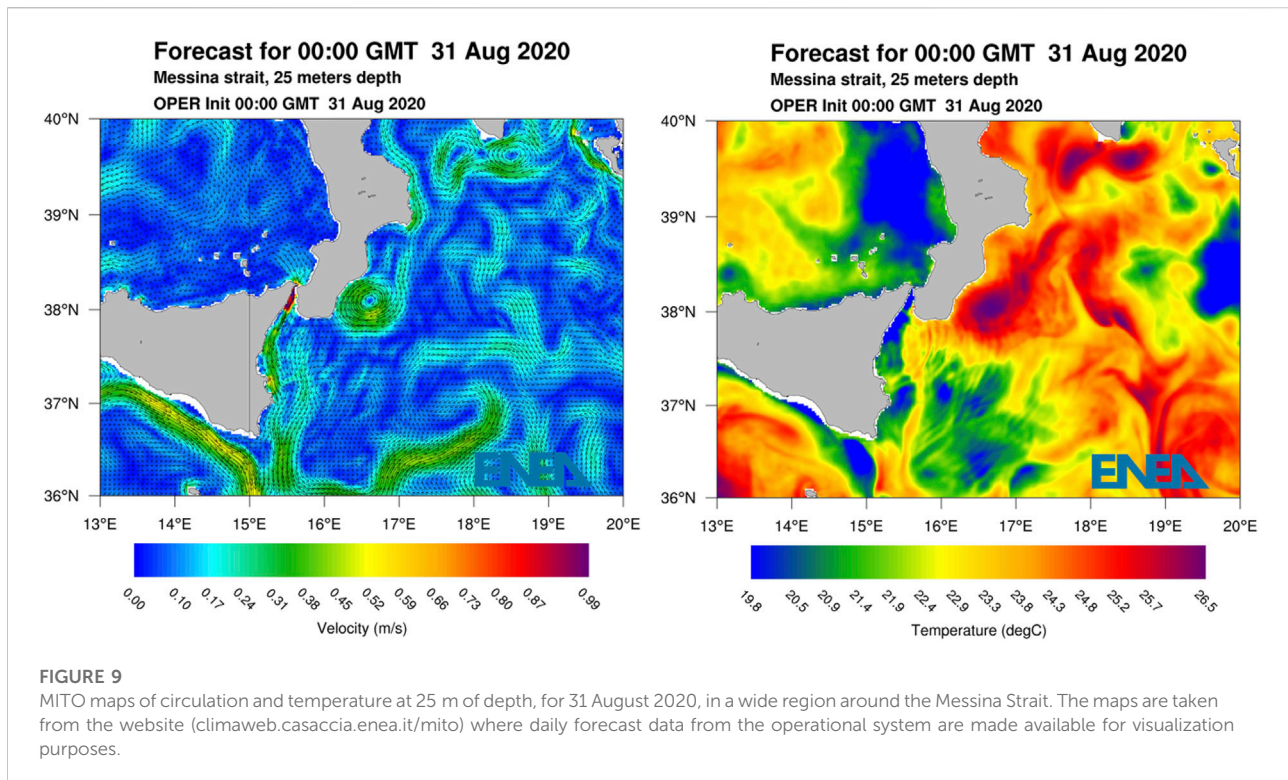 Forecast for 00:00 GMT 31 Aug 2020
Messina strait, 25 meters depth
OPER Init 00:00 GMT 31 Aug 2020
40°N
39°N
38°N
37°N
36°N
13°E 14°E 15°E 16°E 17°E 18°E 19°E 20°E
ENEA
0.00 0.10 0.17 0.24 0.31 0.38 0.45 0.52 0.59 0.66 0.73 0.80 0.87 0.99
Velocity (m/s)
Forecast for 00:00 GMT 31 Aug 2020
Messina strait, 25 meters depth
OPER Init 00:00 GMT 31 Aug 2020
40°N
39°N
38°N
37°N
36°N
13°E 14°E 15°E 16°E 17°E 18°E 19°E 20°E
ENEA
19.8 20.5 20.9 21.4 21.9 22.4 22.9 23.3 23.8 24.3 24.8 25.2 25.7 26.5
Temperature (degC)
FIGURE 9
MITO maps of circulation and temperature at 25 m of depth, for 31 August 2020, in a wide region around the Messina Strait. The maps are taken
from the website (climaweb.casaccia.enea.it/mito) where daily forecast data from the operational system are made available for visualization
purposes.